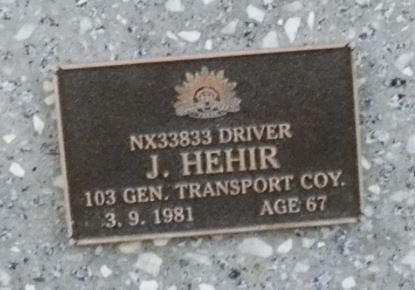 NX33833 DRIVER
J. HEHIR
103 GEN. TRANSPORT COY.
3. 9. 1981 AGE 67